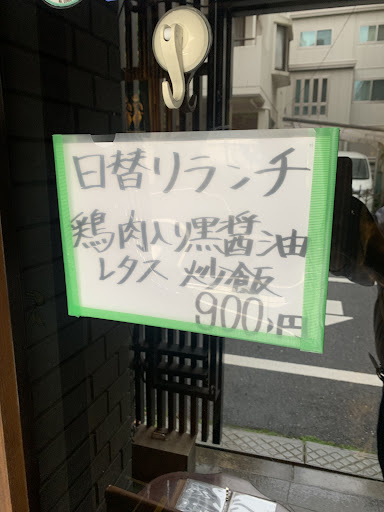 日替リランチ
鶏肉入り黒醤油
レタス 炒飯
900円